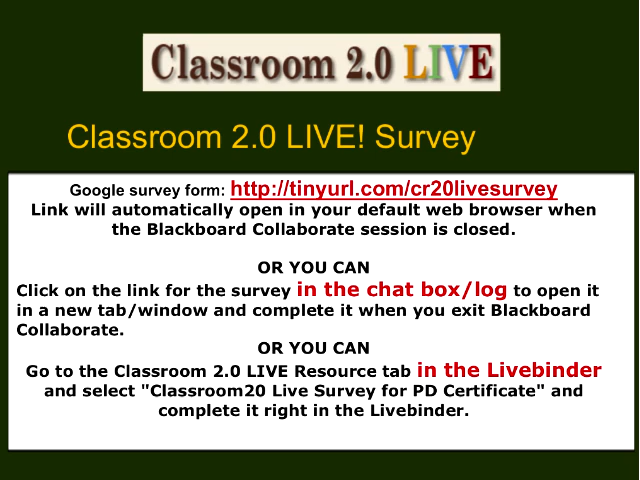 Classroom 2.0 LIVE
Classroom 2.0 LIVE! Survey
Google survey form: http://tinyurl.com/cr20livesurvey
Link will automatically open in your default web browser when
the Blackboard Collaborate session is closed.
OR YOU CAN
Click on the link for the survey in the chat box/log to open it
in a new tab/window and complete it when you exit Blackboard
Collaborate.
OR YOU CAN
Go to the Classroom 2.0 LIVE Resource tab in the Livebinder
and select "Classroom20 Live Survey for PD Certificate" and
complete it right in the Livebinder.